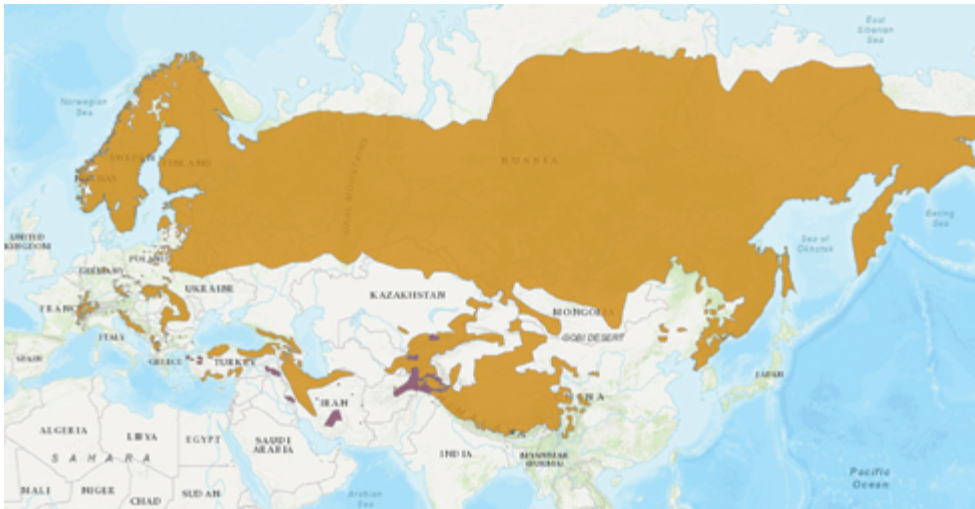 East
Siberian
Sea
Norwegian
Sea
SWEDEN
FINLAND
NORWAY
RUSSIA
URAL MOUNTAINS
Bering
Sea
Sea of
Okhotsk
UNITED
KINGDOM
POLAND
GERMANY
UKRAINE
KAZAKHSTAN
FRANCE
MONGOLIA
ITALY
GOBI DESERT
SPAIN
GREECE
TURKEY
JAPAN
IRAN
CHINA
ALGERIA
LIBYA
EGYPT
SAUDI
ARABIA
INDIA
MYANMAR
(BURMA)
SAHARA
Pacific
Ocean
MALI
NIGER
CHAD
SUDAN
Arabian
Sea